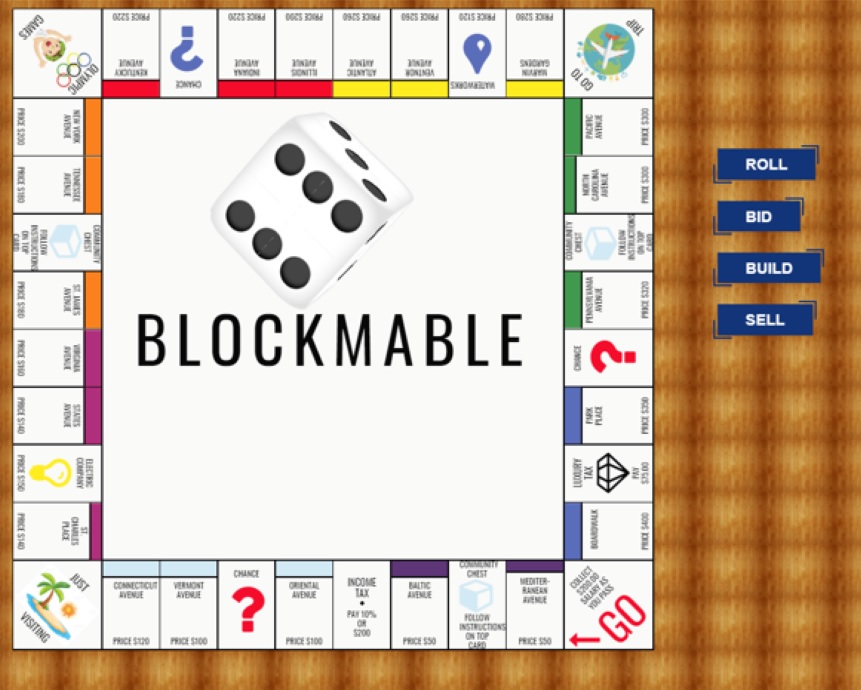 OLYMPIC
GAMES
KENTUCKY
AVENUE
PRICE $220
CHANCE
INDIANA
AVENUE
PRICE $220
ILLINOIS
AVENUE
PRICE $200
ATLANTIC
AVENUE
PRICE $260
VENTNOR
AVENUE
PRICE $260
WATERWORKS
PRICE $120
MARVIN
GARDENS
PRICE $280
GO TO
TRIP
NEW YORK
AVENUE
PRICE $200
TENNESSEE
AVENUE
PRICE $180
COMMUNITY
CHEST
FOLLOW
INSTRUCTIONS
ON TOP
CARD
ST. JAMES
AVENUE
PRICE $180
VIRGINIA
AVENUE
PRICE $160
STATES
AVENUE
PRICE $140
ELECTRIC
COMPANY
PRICE $150
ST
CHARLES
PLACE
PRICE $140
BLOCKMABLE
PACIFIC
AVENUE
PRICE $300
NORTH
CAROLINA
AVENUE
PRICE $300
COMMUNITY
CHEST
FOLLOW
INSTRUCTIONS
ON TOP
CARD
PENNSYLVANIA
AVENUE
PRICE $320
CHANCE
PARK
PLACE
PRICE $350
LUXURY
TAX
PAY
$75.00
BOARDWALK
PRICE $400
JUST
VISITING
CONNECTICUT
AVENUE
PRICE $120
VERMONT
AVENUE
PRICE $100
CHANCE
ORIENTAL
AVENUE
PRICE $100
INCOME
TAX
PAY 10%
OR
$200
BALTIC
AVENUE
PRICE $50
COMMUNITY
CHEST
FOLLOW
INSTRUCTIONS
ON TOP
CARD
MEDITER-
RANEAN
AVENUE
PRICE $50
COLLECT
$200.00
SALARY AS
YOU PASS
GO
ROLL
BID
BUILD
SELL